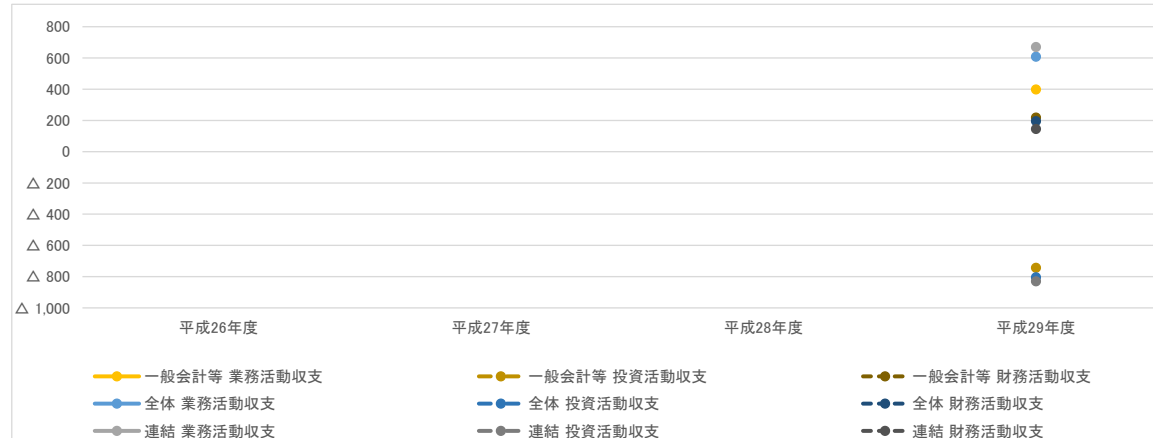 800
600
400
200
0
△ 200
△ 400
△ 600
△ 800
△ 1,000
平成26年度 平成27年度 平成28年度 平成29年度
一般会計等 業務活動収支 一般会計等 投資活動収支 一般会計等 財務活動収支
全体 業務活動収支 全体 投資活動収支 全体 財務活動収支
連結 業務活動収支 連結 投資活動収支 連結 財務活動収支